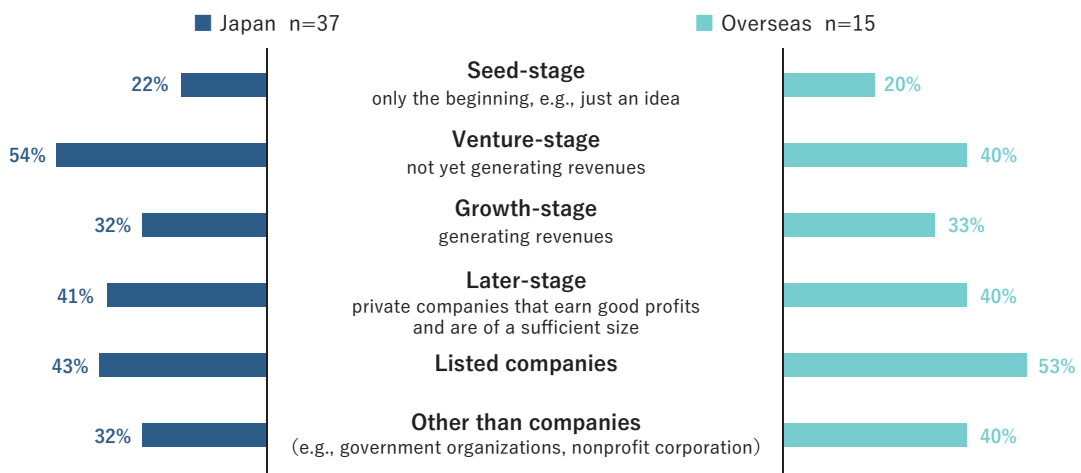 Japan n=37
Overseas n=15
22%
Seed-stage
only the beginning, e.g., just an idea
20%
54%
Venture-stage
not yet generating revenues
40%
32%
Growth-stage
generating revenues
33%
41%
Later-stage
private companies that earn good profits
and are of a sufficient size
40%
43%
Listed companies
53%
32%
Other than companies
(e.g., government organizations, nonprofit corporation)
40%